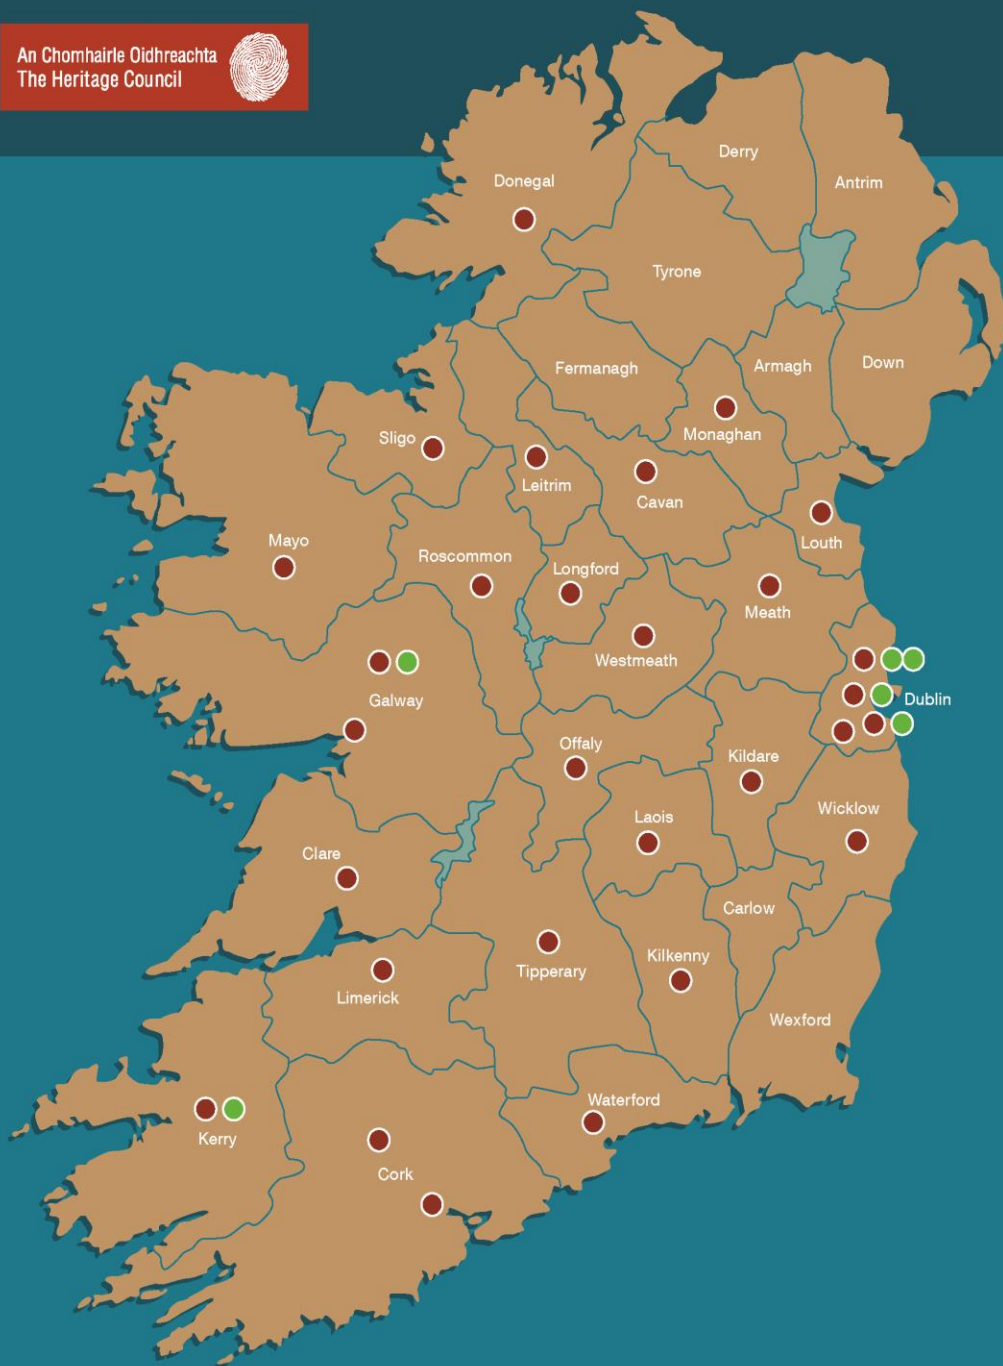 An Chomhairle Oidhreachta
The Heritage Council
Derry
Donegal
Antrim
Tyrone
Fermanagh
Armagh
Down
Monaghan
Sligo
Leitrim
Cavan
Mayo
Louth
Roscommon
Longford
Meath
Westmeath
Galway
Dublin
Offaly
Kildare
Wicklow
Laois
Clare
Carlow
Kilkenny
Tipperary
Limerick
Wexford
Waterford
Kerry
Cork